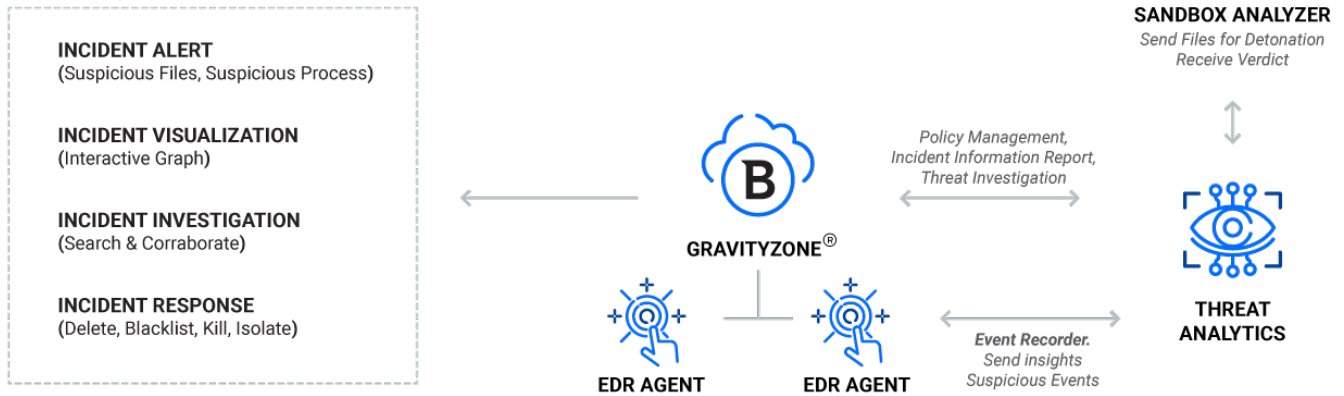 INCIDENT ALERT
(Suspicious Files, Suspicious Process)
INCIDENT VISUALIZATION
(Interactive Graph)
INCIDENT INVESTIGATION
(Search & Corraborate)
INCIDENT RESPONSE
(Delete, Blacklist, Kill, Isolate)
B
GRAVITYZONE®
EDR AGENT
EDR AGENT
Policy Management,
Incident Information Report,
Threat Investigation
Event Recorder.
Send insights
Suspicious Events
SANDBOX ANALYZER
Send Files for Detonation
Receive Verdict
THREAT
ANALYTICS